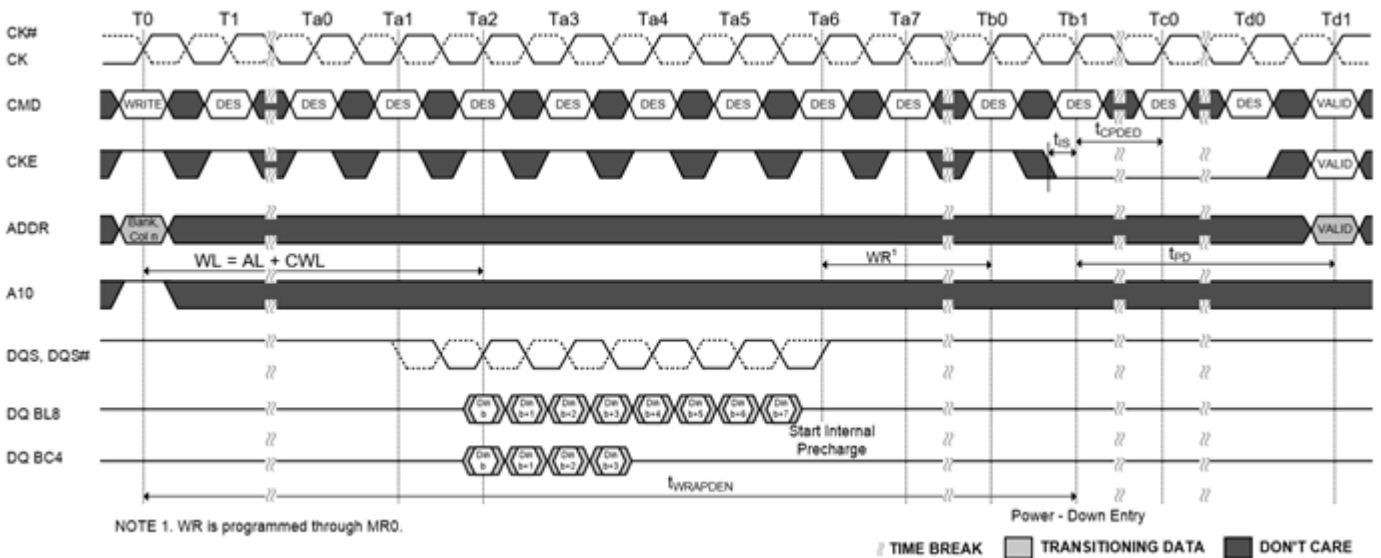 T0 T1 Ta0 Ta1 Ta2 Ta3 Ta4 Ta5 Ta6 Ta7 Tb0 Tb1 Tc0 Td0 Td1
CK#
CK
CMD WRITE DES DES DES DES DES DES DES DES DES DES DES DES DES VALID
tIS tCPDED
CKE VALID
ADDR Bank, Col n VALID
WL = AL + CWL WR1 tPD
A10
DQS, DQS#
DQ BL8 Din b Din b+1 Din b+2 Din b+3 Din b+4 Din b+5 Din b+6 Din b+7
Start Internal
Precharge
DQ BC4 Din b Din b+1 Din b+2 Din b+3
tWRAPDEN
Power - Down Entry
NOTE 1. WR is programmed through MR0.
TIME BREAK TRANSITIONING DATA DON'T CARE